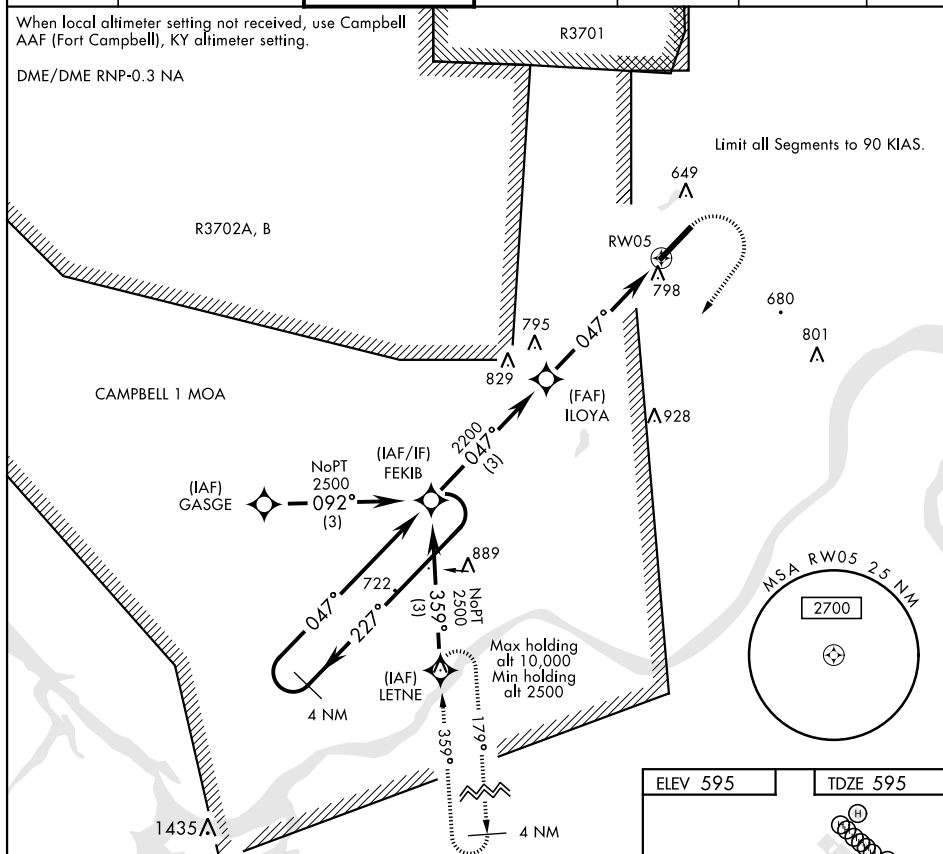 When local altimeter setting not received, use Campbell
AAF (Fort Campbell), KY altimeter setting.
DME/DME RNP-0.3 NA
R3701
Limit all Segments to 90 KIAS.
649
R3702A, B
RW05
798
680
795
801
829
047°
CAMPBELL 1 MOA
(FAF)
ILOYA
928
2200
047°
(3)
(IAF/IF)
FEKIB
NoPT
2500
092°
(3)
(IAF)
GASGE
889
722
NoPT
2500
359°
(3)
047°
227°
MSA RW05 25 NM
2700
Max holding
alt 10,000
Min holding
alt 2500
(IAF)
LETNE
4 NM
359°
179°
ELEV 595
TDZE 595
1435
4 NM
H